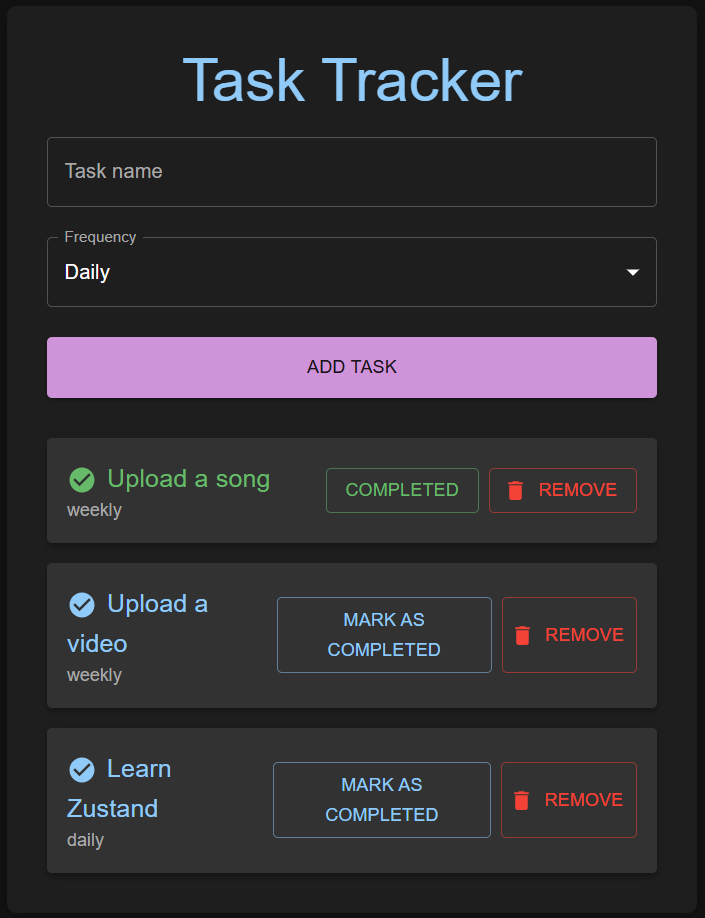 Task Tracker
Task name
Frequency
Daily
ADD TASK
Upload a song
weekly
COMPLETED
REMOVE
Upload a
video
weekly
MARK AS
COMPLETED
REMOVE
Learn
Zustand
daily
MARK AS
COMPLETED
REMOVE